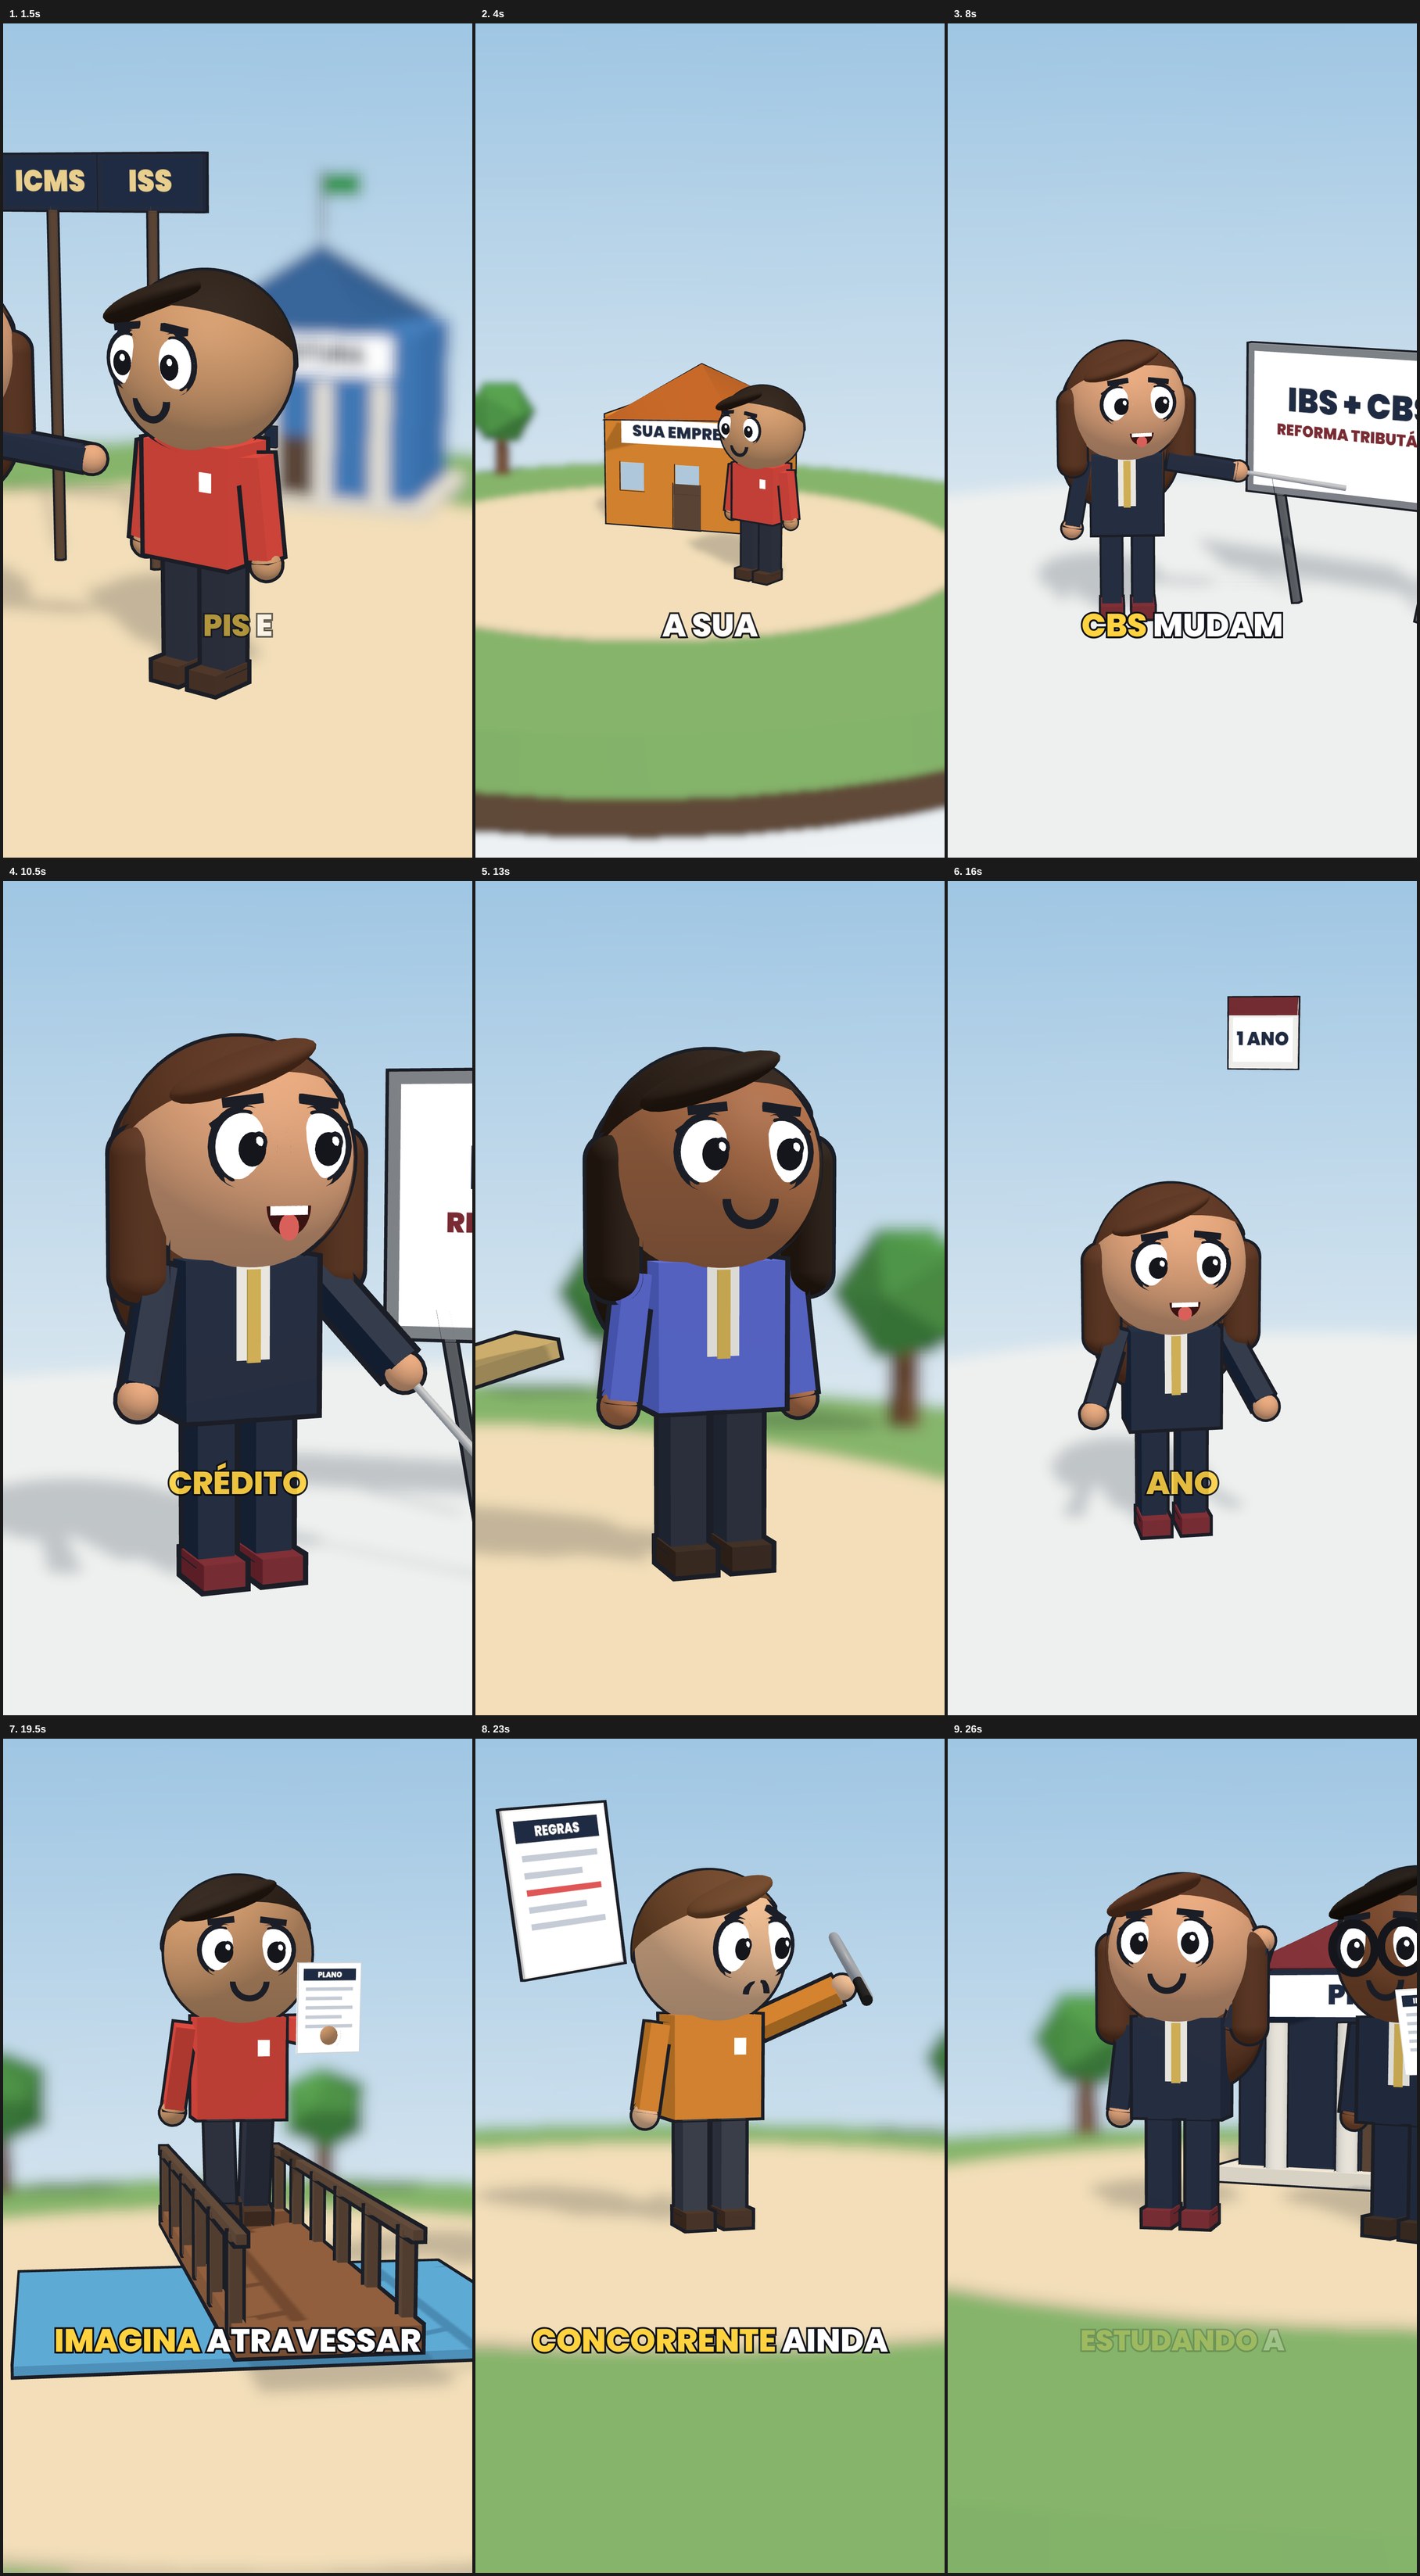 1. 1.5s
ICMS ISS
PIS E
2. 4s
SUA EMPRE
A SUA
3. 8s
IBS + CBS
REFORMA TRIBUTÁ
CBS MUDAM
4. 10.5s
CRÉDITO
5. 13s
6. 16s
1 ANO
ANO
7. 19.5s
PLANO
IMAGINA ATRAVESSAR
8. 23s
REGRAS
CONCORRENTE AINDA
9. 26s
ESTUDANDO A